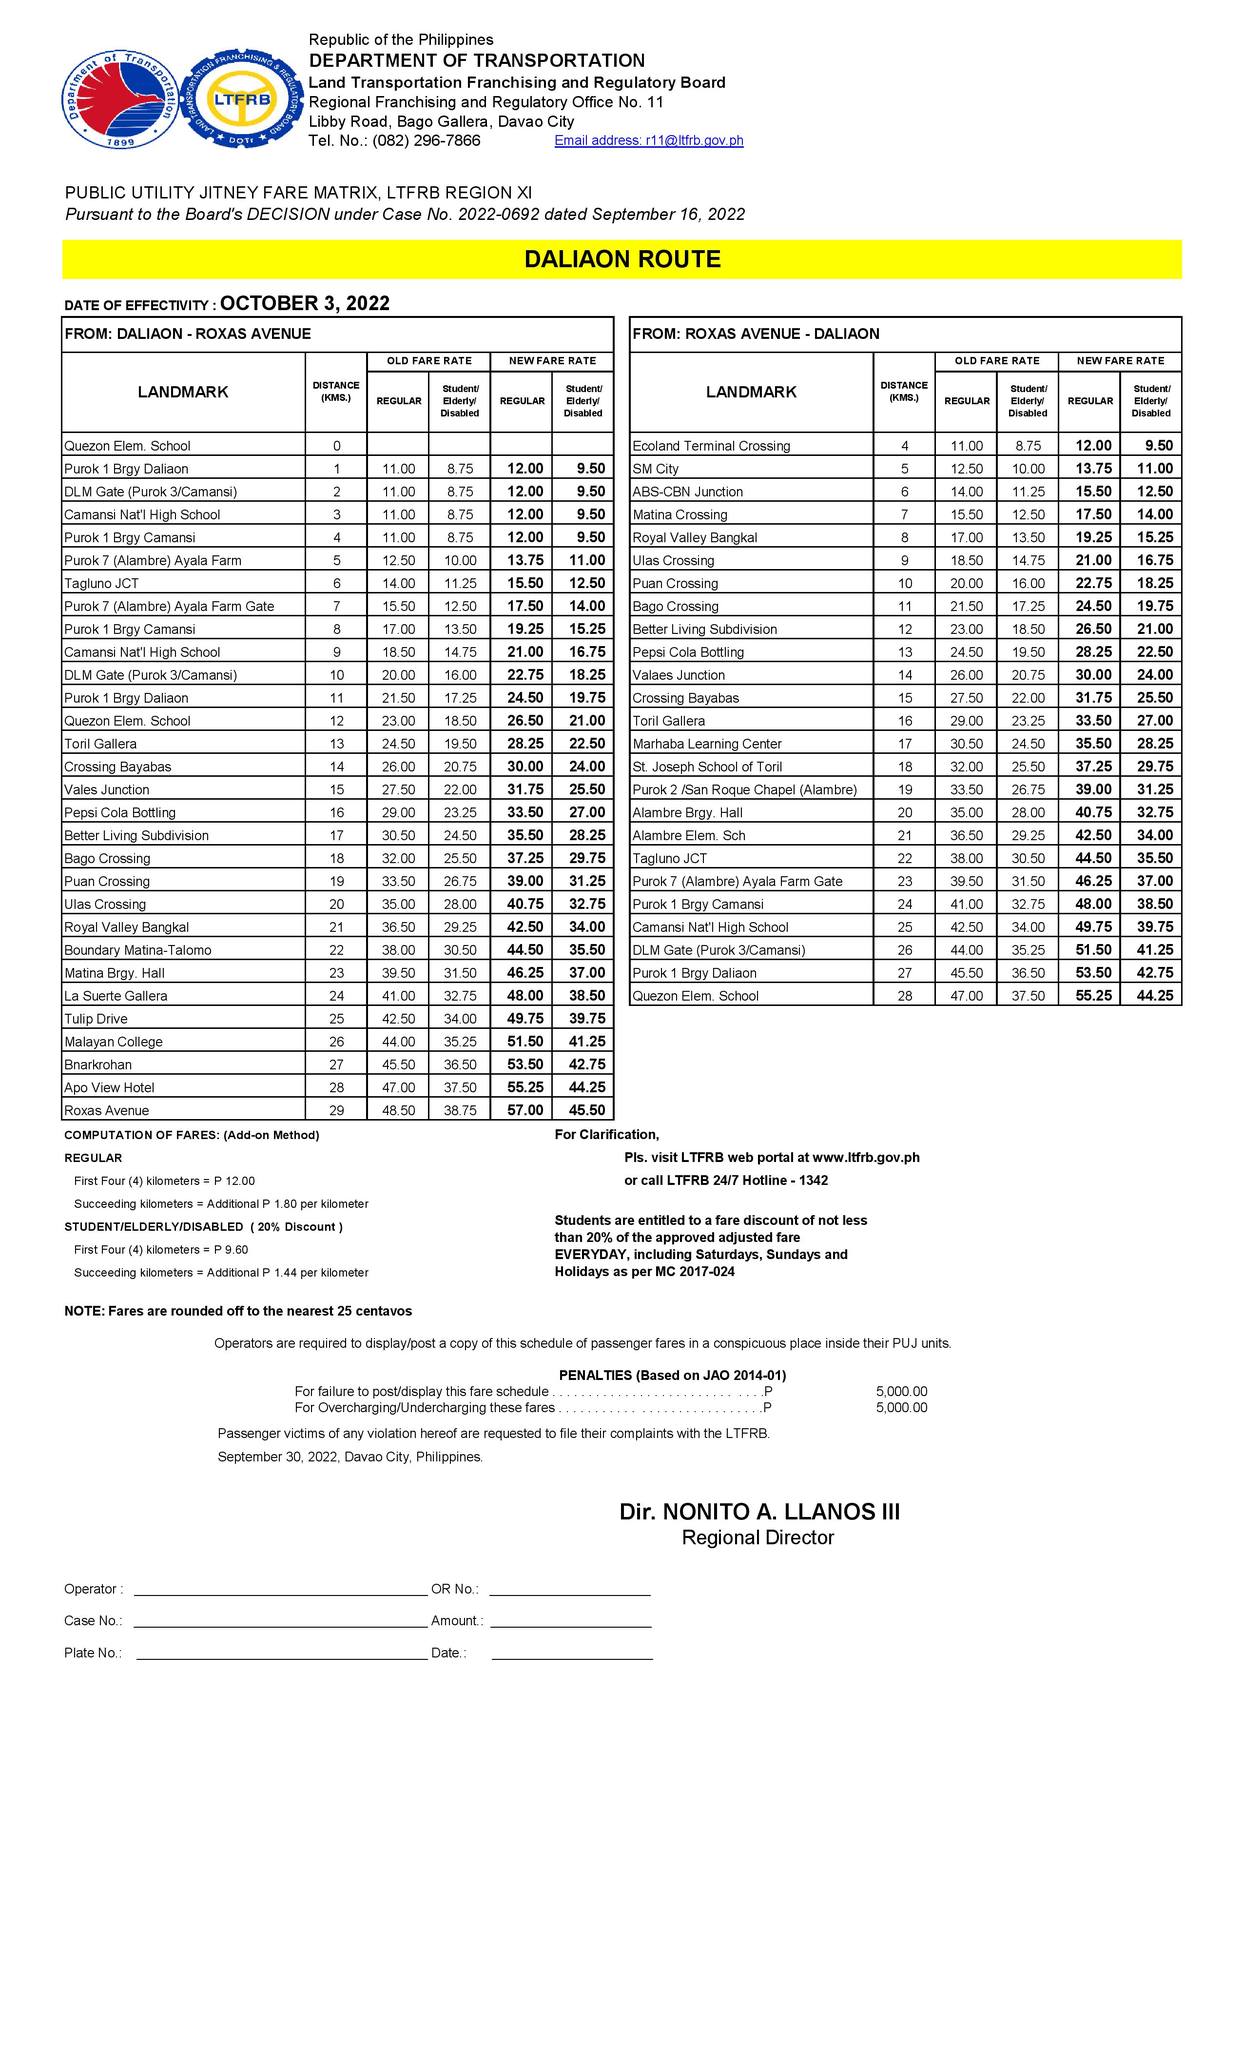 Republic of the Philippines
DEPARTMENT OF TRANSPORTATION
Land Transportation Franchising and Regulatory Board
Regional Franchising and Regulatory Office No. 11
Libby Road, Bago Gallera, Davao City
Tel. No.: (082) 296-7866 Email address: r11@ltfrb.gov.ph
Department of Transportation
1899
LAND TRANSPORTATION FRANCHISING & REGULATORY BOARD
LTFRB
DOTr
PUBLIC UTILITY JITNEY FARE MATRIX, LTFRB REGION XI
Pursuant to the Board's DECISION under Case No. 2022-0692 dated September 16, 2022
DALIAON ROUTE
DATE OF EFFECTIVITY : OCTOBER 3, 2022
FROM: DALIAON - ROXAS AVENUE
LANDMARK DISTANCE (KMS.) OLD FARE RATE NEW FARE RATE
REGULAR Student/ Elderly/ Disabled REGULAR Student/ Elderly/ Disabled
Quezon Elem. School 0
Purok 1 Brgy Daliaon 1 11.00 8.75 12.00 9.50
DLM Gate (Purok 3/Camansi) 2 11.00 8.75 12.00 9.50
Camansi Nat'l High School 3 11.00 8.75 12.00 9.50
Purok 1 Brgy Camansi 4 11.00 8.75 12.00 9.50
Purok 7 (Alambre) Ayala Farm 5 12.50 10.00 13.75 11.00
Tagluno JCT 6 14.00 11.25 15.50 12.50
Purok 7 (Alambre) Ayala Farm Gate 7 15.50 12.50 17.50 14.00
Purok 1 Brgy Camansi 8 17.00 13.50 19.25 15.25
Camansi Nat'l High School 9 18.50 14.75 21.00 16.75
DLM Gate (Purok 3/Camansi) 10 20.00 16.00 22.75 18.25
Purok 1 Brgy Daliaon 11 21.50 17.25 24.50 19.75
Quezon Elem. School 12 23.00 18.50 26.50 21.00
Toril Gallera 13 24.50 19.50 28.25 22.50
Crossing Bayabas 14 26.00 20.75 30.00 24.00
Vales Junction 15 27.50 22.00 31.75 25.50
Pepsi Cola Bottling 16 29.00 23.25 33.50 27.00
Better Living Subdivision 17 30.50 24.50 35.50 28.25
Bago Crossing 18 32.00 25.50 37.25 29.75
Puan Crossing 19 33.50 26.75 39.00 31.25
Ulas Crossing 20 35.00 28.00 40.75 32.75
Royal Valley Bangkal 21 36.50 29.25 42.50 34.00
Boundary Matina-Talomo 22 38.00 30.50 44.50 35.50
Matina Brgy. Hall 23 39.50 31.50 46.25 37.00
La Suerte Gallera 24 41.00 32.75 48.00 38.50
Tulip Drive 25 42.50 34.00 49.75 39.75
Malayan College 26 44.00 35.25 51.50 41.25
Bnarkrohan 27 45.50 36.50 53.50 42.75
Apo View Hotel 28 47.00 37.50 55.25 44.25
Roxas Avenue 29 48.50 38.75 57.00 45.50
FROM: ROXAS AVENUE - DALIAON
LANDMARK DISTANCE (KMS.) OLD FARE RATE NEW FARE RATE
REGULAR Student/ Elderly/ Disabled REGULAR Student/ Elderly/ Disabled
Ecoland Terminal Crossing 4 11.00 8.75 12.00 9.50
SM City 5 12.50 10.00 13.75 11.00
ABS-CBN Junction 6 14.00 11.25 15.50 12.50
Matina Crossing 7 15.50 12.50 17.50 14.00
Royal Valley Bangkal 8 17.00 13.50 19.25 15.25
Ulas Crossing 9 18.50 14.75 21.00 16.75
Puan Crossing 10 20.00 16.00 22.75 18.25
Bago Crossing 11 21.50 17.25 24.50 19.75
Better Living Subdivision 12 23.00 18.50 26.50 21.00
Pepsi Cola Bottling 13 24.50 19.50 28.25 22.50
Valaes Junction 14 26.00 20.75 30.00 24.00
Crossing Bayabas 15 27.50 22.00 31.75 25.50
Toril Gallera 16 29.00 23.25 33.50 27.00
Marhaba Learning Center 17 30.50 24.50 35.50 28.25
St. Joseph School of Toril 18 32.00 25.50 37.25 29.75
Purok 2 /San Roque Chapel (Alambre) 19 33.50 26.75 39.00 31.25
Alambre Brgy. Hall 20 35.00 28.00 40.75 32.75
Alambre Elem. Sch 21 36.50 29.25 42.50 34.00
Tagluno JCT 22 38.00 30.50 44.50 35.50
Purok 7 (Alambre) Ayala Farm Gate 23 39.50 31.50 46.25 37.00
Purok 1 Brgy Camansi 24 41.00 32.75 48.00 38.50
Camansi Nat'l High School 25 42.50 34.00 49.75 39.75
DLM Gate (Purok 3/Camansi) 26 44.00 35.25 51.50 41.25
Purok 1 Brgy Daliaon 27 45.50 36.50 53.50 42.75
Quezon Elem. School 28 47.00 37.50 55.25 44.25
COMPUTATION OF FARES: (Add-on Method)
REGULAR
First Four (4) kilometers = P 12.00
Succeeding kilometers = Additional P 1.80 per kilometer
STUDENT/ELDERLY/DISABLED ( 20% Discount )
First Four (4) kilometers = P 9.60
Succeeding kilometers = Additional P 1.44 per kilometer
For Clarification,
Pls. visit LTFRB web portal at www.ltfrb.gov.ph
or call LTFRB 24/7 Hotline - 1342
Students are entitled to a fare discount of not less
than 20% of the approved adjusted fare
EVERYDAY, including Saturdays, Sundays and
Holidays as per MC 2017-024
NOTE: Fares are rounded off to the nearest 25 centavos
Operators are required to display/post a copy of this schedule of passenger fares in a conspicuous place inside their PUJ units.
PENALTIES (Based on JAO 2014-01)
For failure to post/display this fare schedule . . . . . . . . . . . . . . . . . . . . . . . . . . . . . .P 5,000.00
For Overcharging/Undercharging these fares . . . . . . . . . . . . . . . . . . . . . . . . . . . . .P 5,000.00
Passenger victims of any violation hereof are requested to file their complaints with the LTFRB.
September 30, 2022, Davao City, Philippines.
Dir. NONITO A. LLANOS III
Regional Director
Operator : OR No.:
Case No.: Amount.:
Plate No.: Date.: